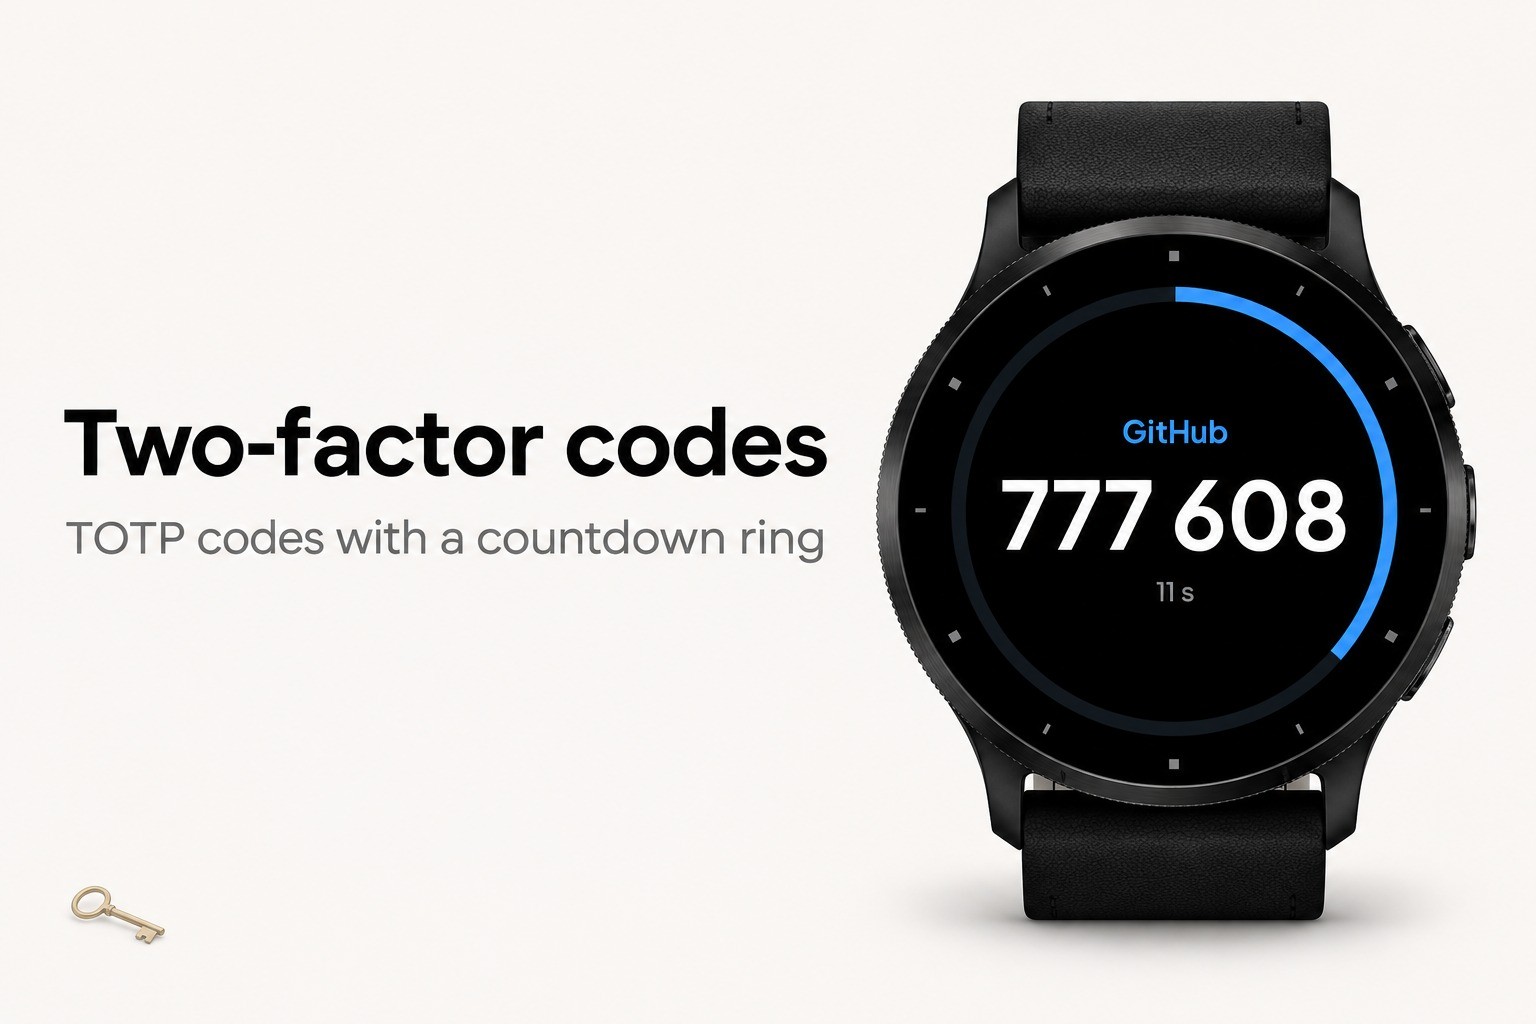 Two-factor codes
TOTP codes with a countdown ring
GitHub
777 608
11 s